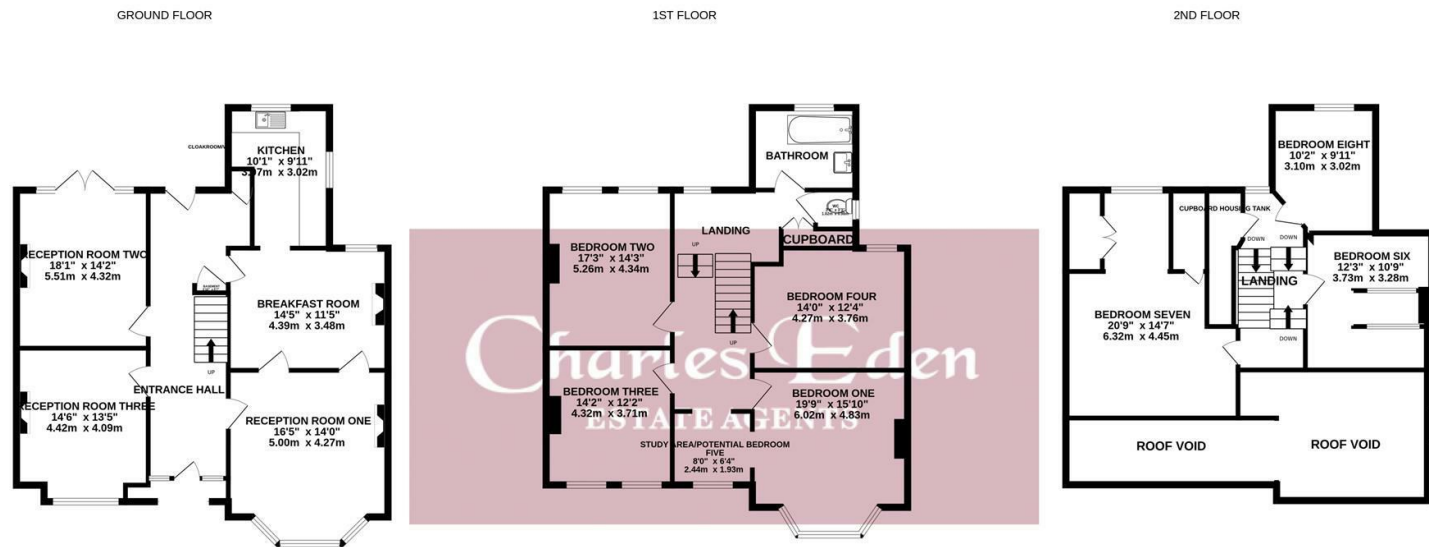 GROUND FLOOR
1ST FLOOR
2ND FLOOR
CLOAKROOM/W
KITCHEN
10'1" x 9'11"
3.07m x 3.02m
RECEPTION ROOM TWO
18'1" x 14'2"
5.51m x 4.32m
BREAKFAST ROOM
14'5" x 11'5"
4.39m x 3.48m
UP
ENTRANCE HALL
RECEPTION ROOM THREE
14'6" x 13'5"
4.42m x 4.09m
RECEPTION ROOM ONE
16'5" x 14'0"
5.00m x 4.27m
BATHROOM
LANDING
UP
CUPBOARD
BEDROOM TWO
17'3" x 14'3"
5.26m x 4.34m
BEDROOM FOUR
14'0" x 12'4"
4.27m x 3.76m
UP
Charles Eden
ESTATE AGENTS
BEDROOM THREE
14'2" x 12'2"
4.32m x 3.71m
BEDROOM ONE
19'9" x 15'10"
6.02m x 4.83m
STUDY AREA/POTENTIAL BEDROOM
FIVE
8'0" x 6'4"
2.44m x 1.93m
BEDROOM EIGHT
10'2" x 9'11"
3.10m x 3.02m
CUPBOARD HOUSING TANK
DOWN
DOWN
BEDROOM SIX
12'3" x 10'9"
3.73m x 3.28m
LANDING
DOWN
BEDROOM SEVEN
20'9" x 14'7"
6.32m x 4.45m
ROOF VOID
ROOF VOID